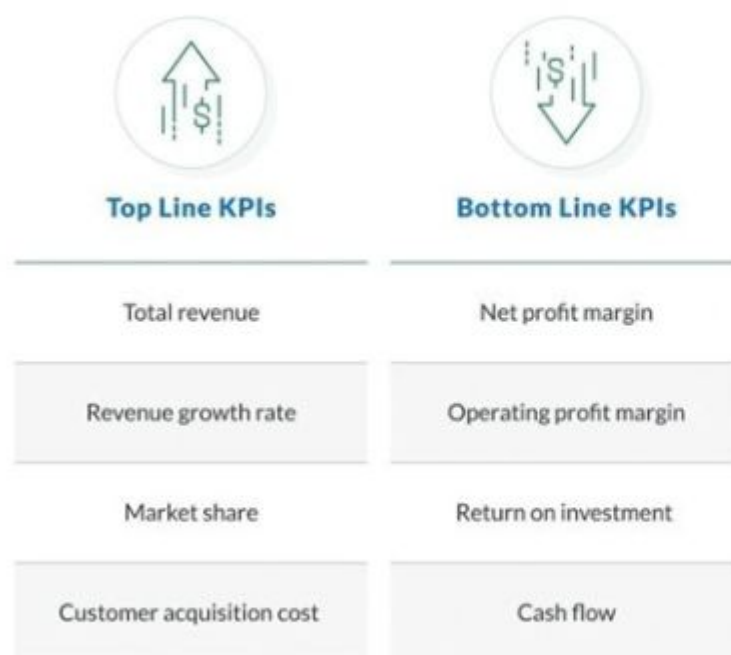 $
$
Top Line KPIs
Bottom Line KPIs
Total revenue
Net profit margin
Revenue growth rate
Operating profit margin
Market share
Return on investment
Customer acquisition cost
Cash flow